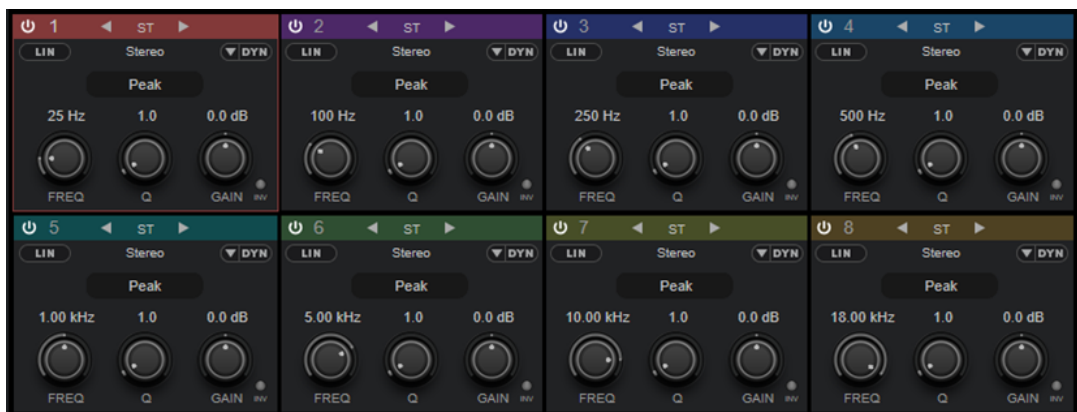 1 ST 2 ST 3 ST 4 ST
LIN Stereo DYN LIN Stereo DYN LIN Stereo DYN LIN Stereo DYN
Peak Peak Peak Peak
25 Hz 1.0 0.0 dB 100 Hz 1.0 0.0 dB 250 Hz 1.0 0.0 dB 500 Hz 1.0 0.0 dB
FREQ Q GAIN INV FREQ Q GAIN INV FREQ Q GAIN INV FREQ Q GAIN INV
5 ST 6 ST 7 ST 8 ST
LIN Stereo DYN LIN Stereo DYN LIN Stereo DYN LIN Stereo DYN
Peak Peak Peak Peak
1.00 kHz 1.0 0.0 dB 5.00 kHz 1.0 0.0 dB 10.00 kHz 1.0 0.0 dB 18.00 kHz 1.0 0.0 dB
FREQ Q GAIN INV FREQ Q GAIN INV FREQ Q GAIN INV FREQ Q GAIN INV